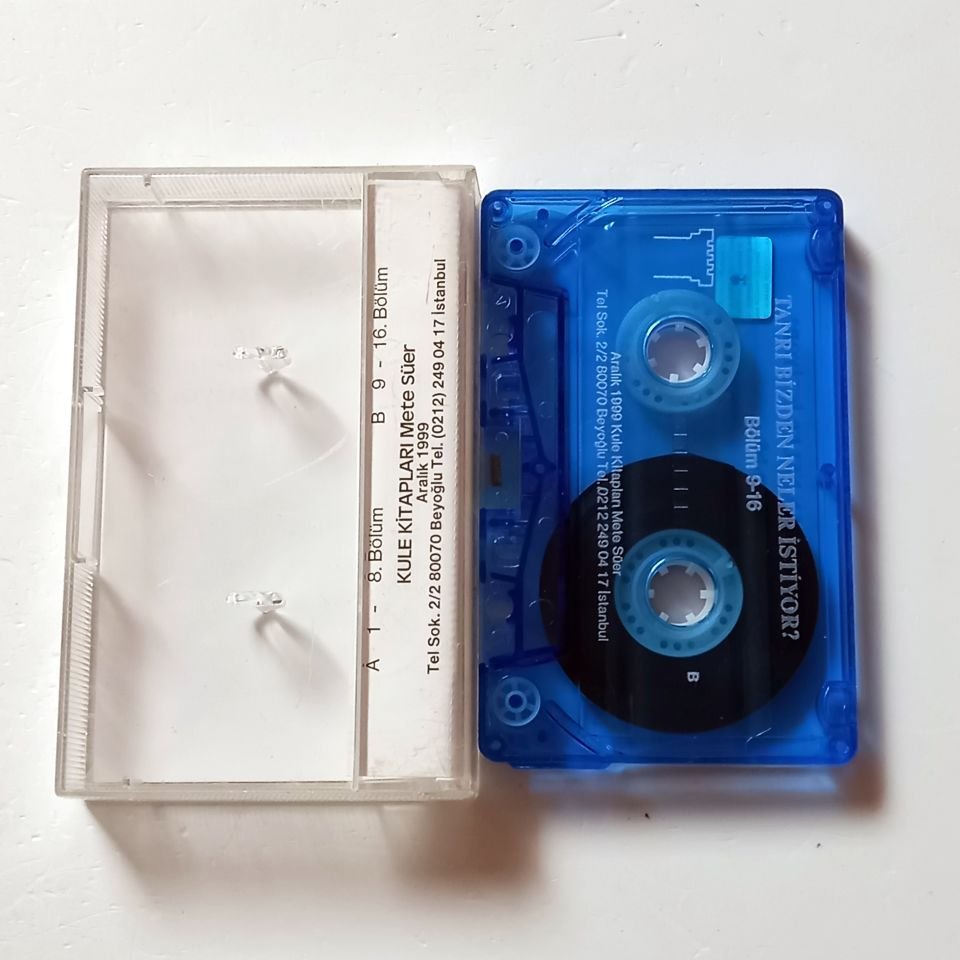 A 1 - 8. Bölüm B 9 - 16. Bölüm
KULE KİTAPLARI Mete Süer
Aralık 1999
Tel Sok. 2/2 80070 Beyoğlu Tel. (0212) 249 04 17 İstanbul
TANRI BİZDEN NELER İSTİYOR?
Bölüm 9-16
B
Aralık 1999 Kule Kitapları Mete Süer
Tel Sok. 2/2 80070 Beyoğlu Tel. 0212 249 04 17 İstanbul